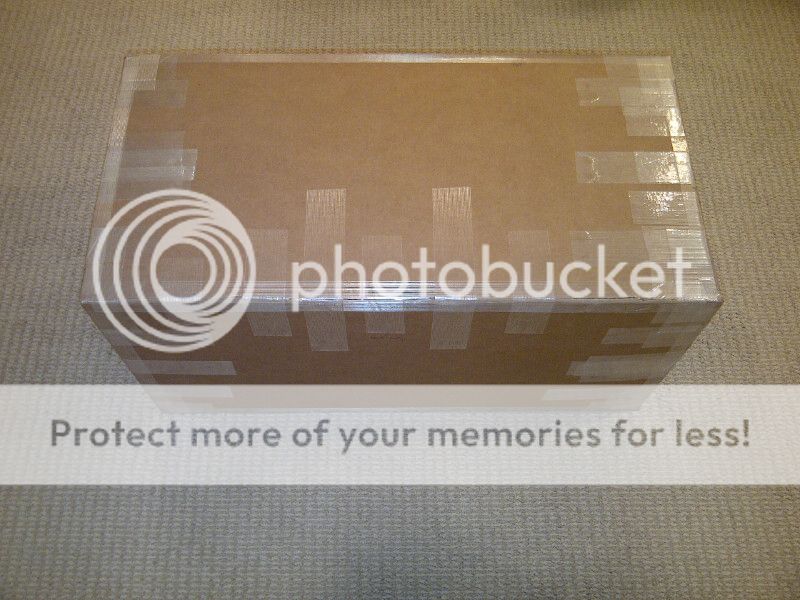 photobucket
Protect more of your memories for less!